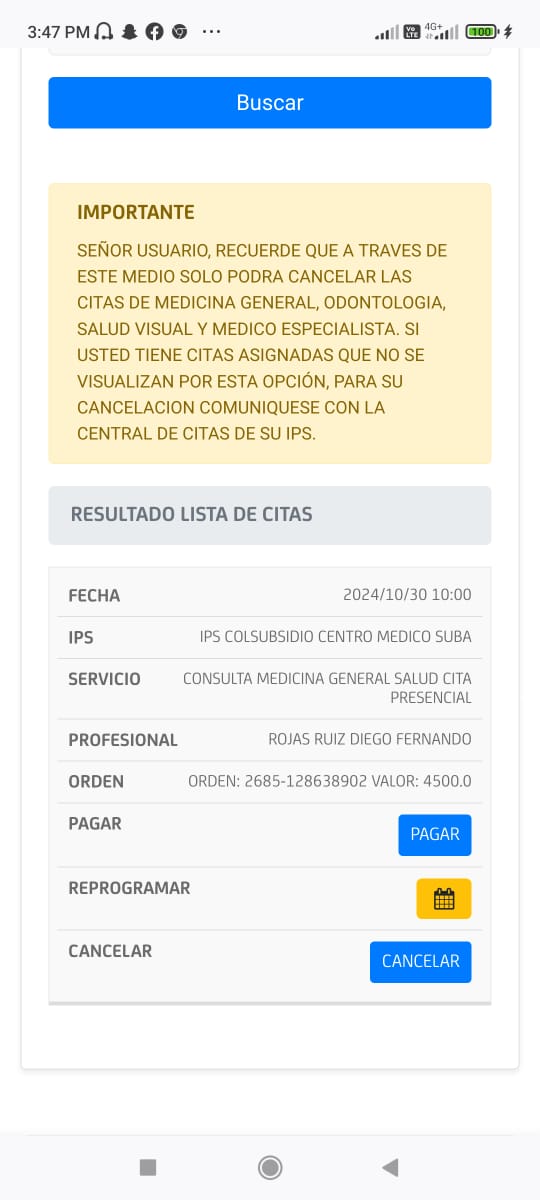 3:47 PM ...
Vo LTE 4G+ 100
Buscar
IMPORTANTE
SEÑOR USUARIO, RECUERDE QUE A TRAVES DE
ESTE MEDIO SOLO PODRA CANCELAR LAS
CITAS DE MEDICINA GENERAL, ODONTOLOGIA,
SALUD VISUAL Y MEDICO ESPECIALISTA. SI
USTED TIENE CITAS ASIGNADAS QUE NO SE
VISUALIZAN POR ESTA OPCIÓN, PARA SU
CANCELACION COMUNIQUESE CON LA
CENTRAL DE CITAS DE SU IPS.
RESULTADO LISTA DE CITAS
FECHA 2024/10/30 10:00
IPS IPS COLSUBSIDIO CENTRO MEDICO SUBA
SERVICIO CONSULTA MEDICINA GENERAL SALUD CITA
PRESENCIAL
PROFESIONAL ROJAS RUIZ DIEGO FERNANDO
ORDEN ORDEN: 2685-128638902 VALOR: 4500.0
PAGAR PAGAR
REPROGRAMAR
CANCELAR CANCELAR